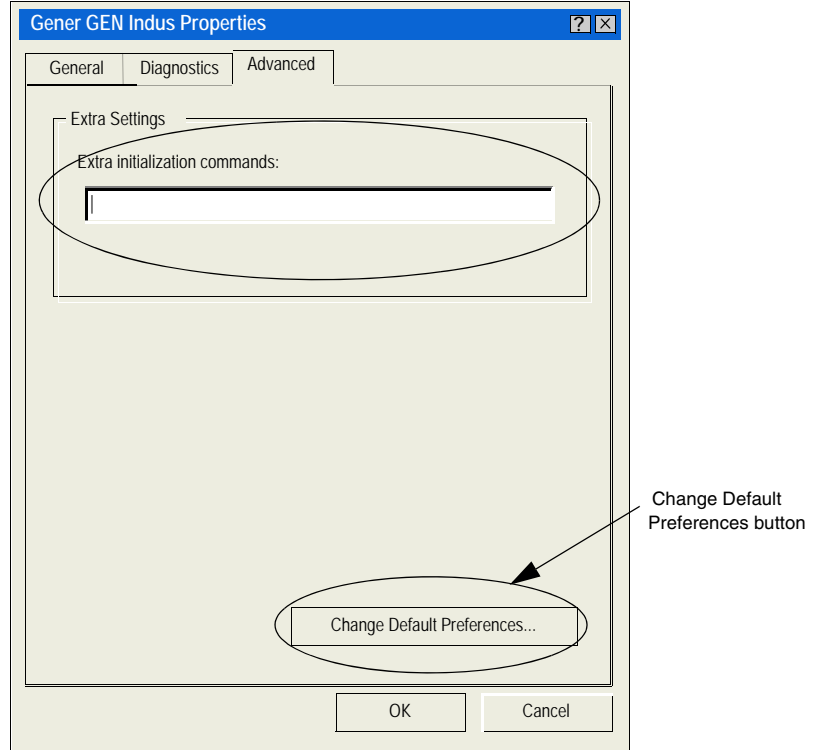 Gener GEN Indus Properties
General
Diagnostics
Advanced
Extra Settings
Extra initialization commands:
Change Default
Preferences button
Change Default Preferences...
OK
Cancel